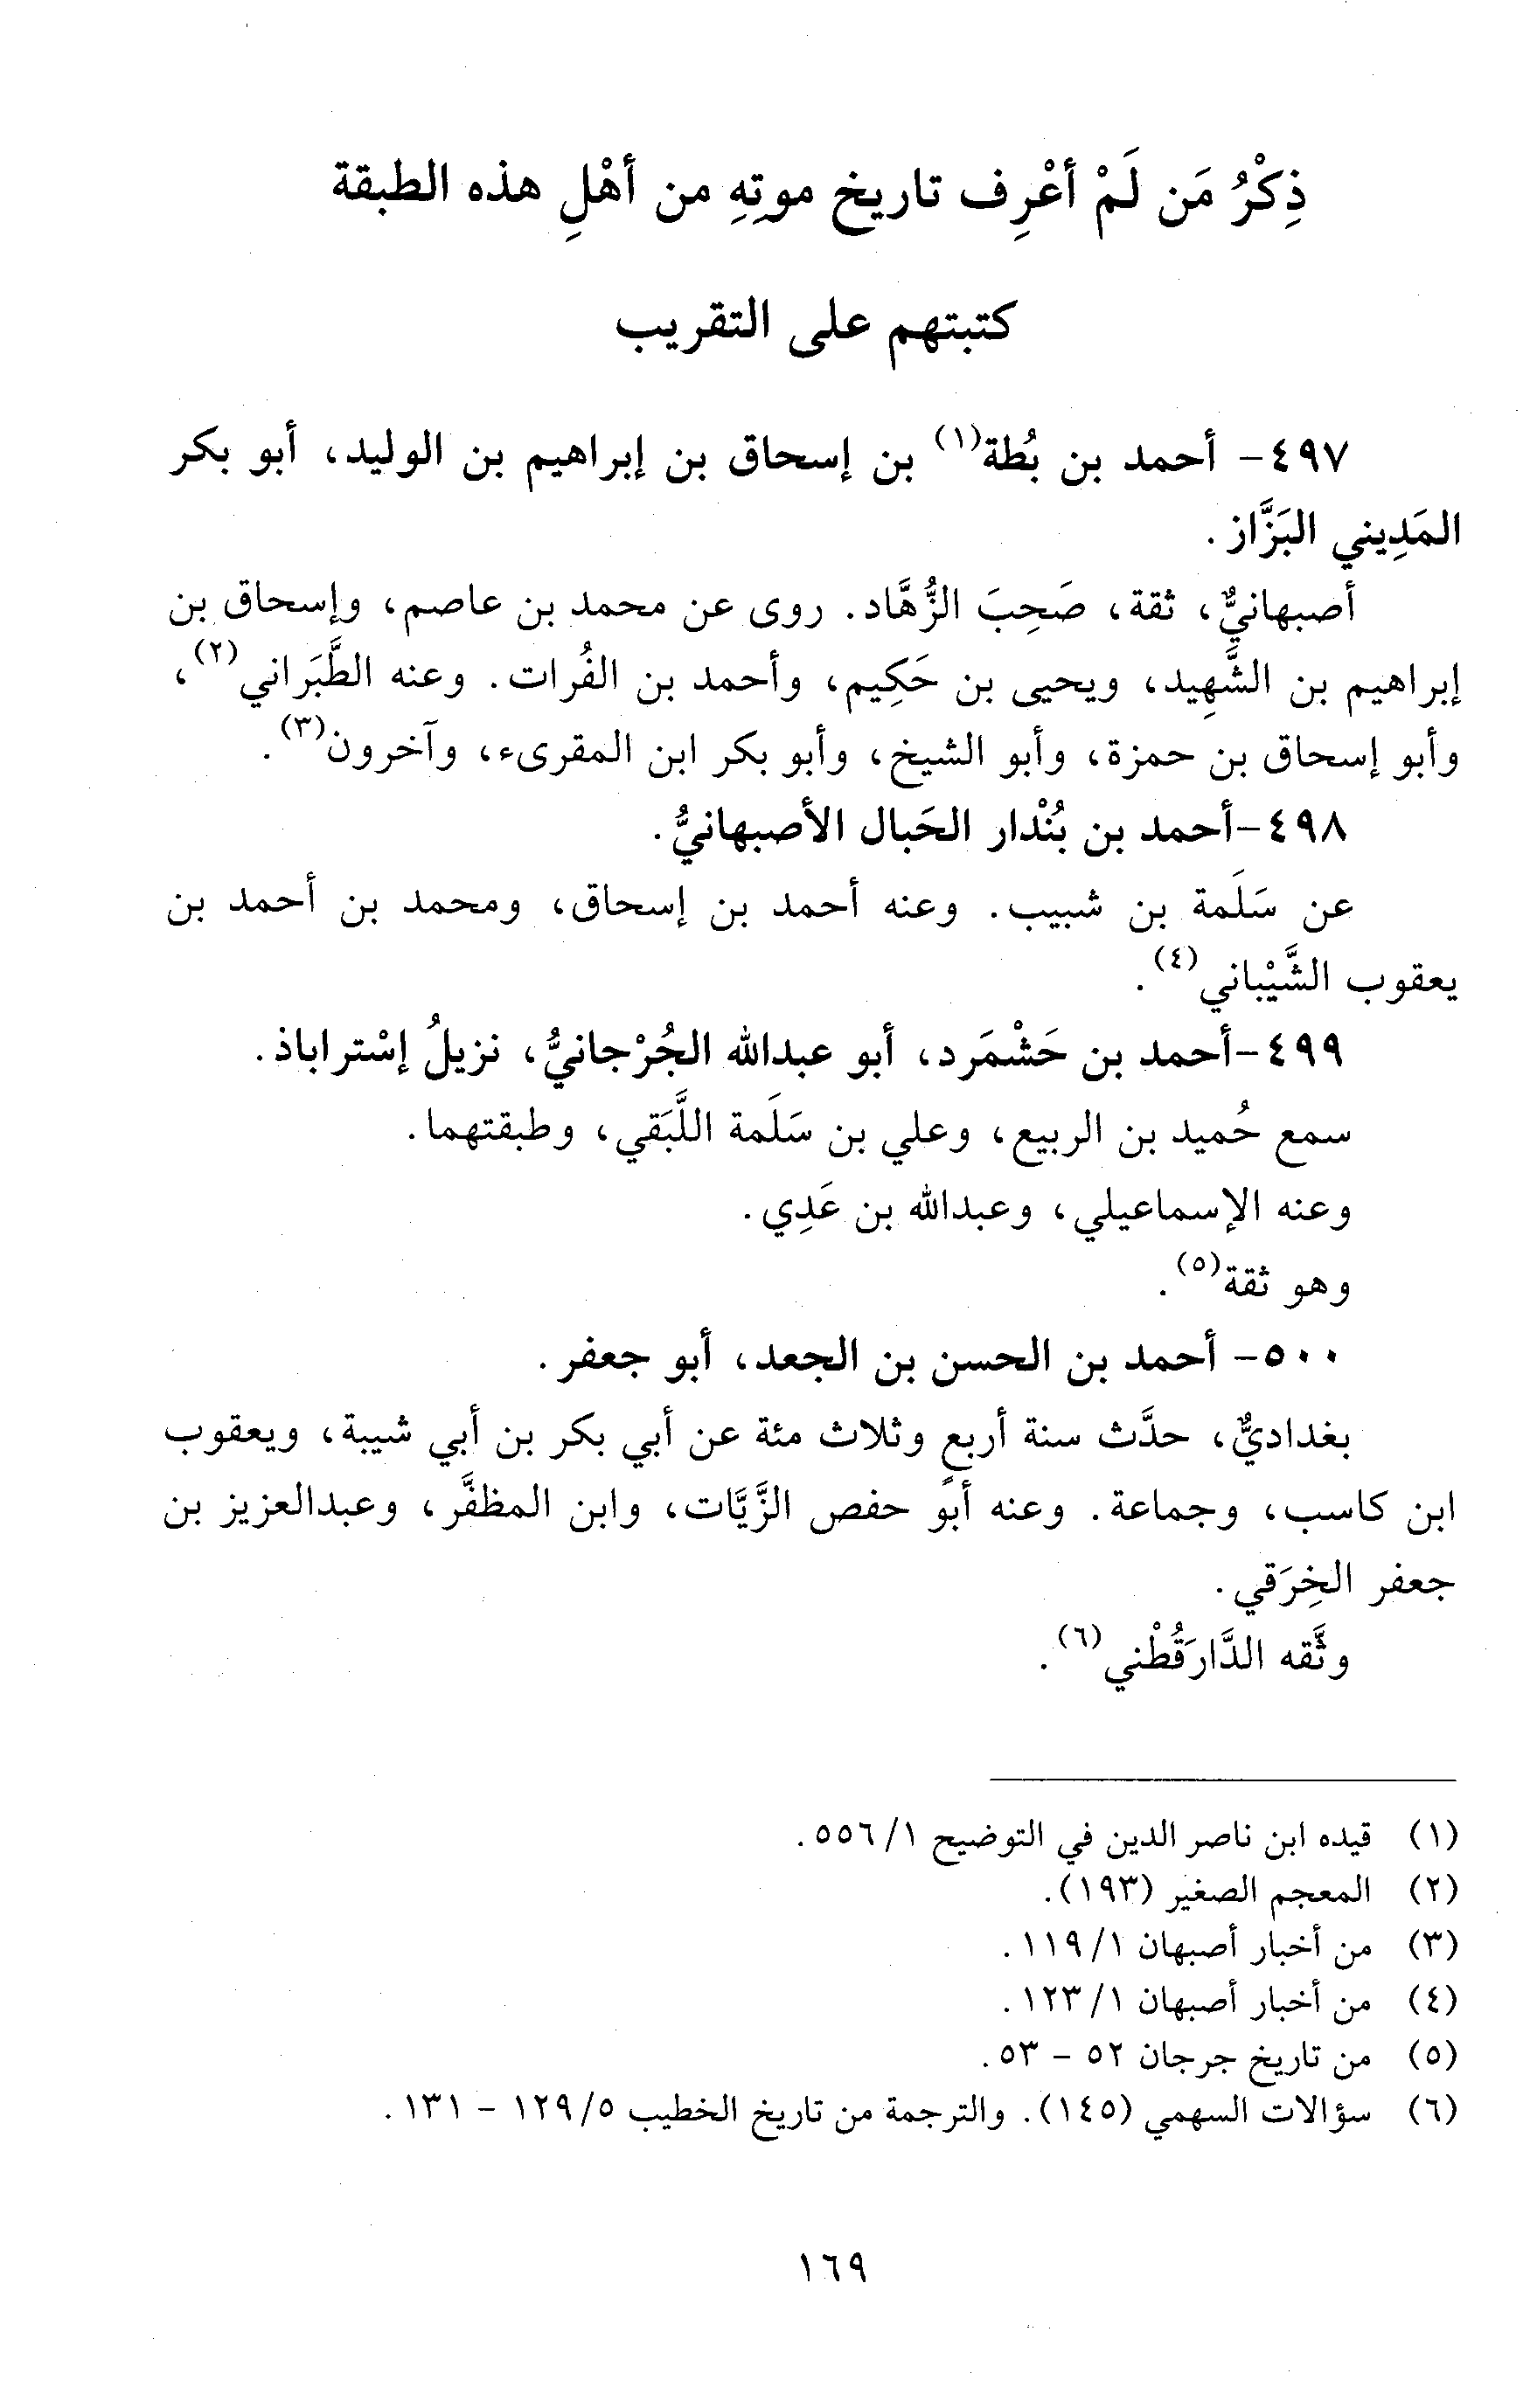 ذِكْرُ مَن لَمْ أعْرِف تاريخ موتِهِ من أهْلِ هذه الطبقة
كتبتهم على التقريب
٤٩٧- أحمد بن بُطة(١) بن إسحاق بن إبراهيم بن الوليد، أبو بكر
المَدِيني البَزَّاز.
أصبهانيٌّ، ثقة، صَحِبَ الزُّهَّاد. روى عن محمد بن عاصم، وإسحاق بن
إبراهيم بن الشَّهِيد، ويحيى بن حَكِيم، وأحمد بن الفُرات. وعنه الطَّبَراني(٢)،
وأبو إسحاق بن حمزة، وأبو الشيخ، وأبو بكر ابن المقرىء، وآخرون(٣).
٤٩٨-أحمد بن بُنْدار الحَبال الأصبهانيُّ.
عن سَلَمة بن شبيب. وعنه أحمد بن إسحاق، ومحمد بن أحمد بن
يعقوب الشَّيْباني(٤).
٤٩٩-أحمد بن حَشْمَرد، أبو عبدالله الجُرْجانيُّ، نزيلُ إسْتراباذ.
سمع حُميد بن الربيع، وعلي بن سَلَمة اللَّبَقي، وطبقتهما.
وعنه الإسماعيلي، وعبدالله بن عَدِي.
وهو ثقة(٥).
٥٠٠- أحمد بن الحسن بن الجعد، أبو جعفر.
بغداديٌّ، حدَّث سنة أربعٍ وثلاث مئة عن أبي بكر بن أبي شيبة، ويعقوب
ابن كاسب، وجماعة. وعنه أبو حفص الزَّيَّات، وابن المظفَّر، وعبدالعزيز بن
جعفر الخِرَقي.
وثَّقه الدَّارَقُطْني(٦).
(١) قيده ابن ناصر الدين في التوضيح ١/ ٥٥٦.
(٢) المعجم الصغير (١٩٣).
(٣) من أخبار أصبهان ١/ ١١٩.
(٤) من أخبار أصبهان ١/ ١٢٣.
(٥) من تاريخ جرجان ٥٢ - ٥٣.
(٦) سؤالات السهمي (١٤٥). والترجمة من تاريخ الخطيب ٥/ ١٢٩ - ١٣١.
١٦٩